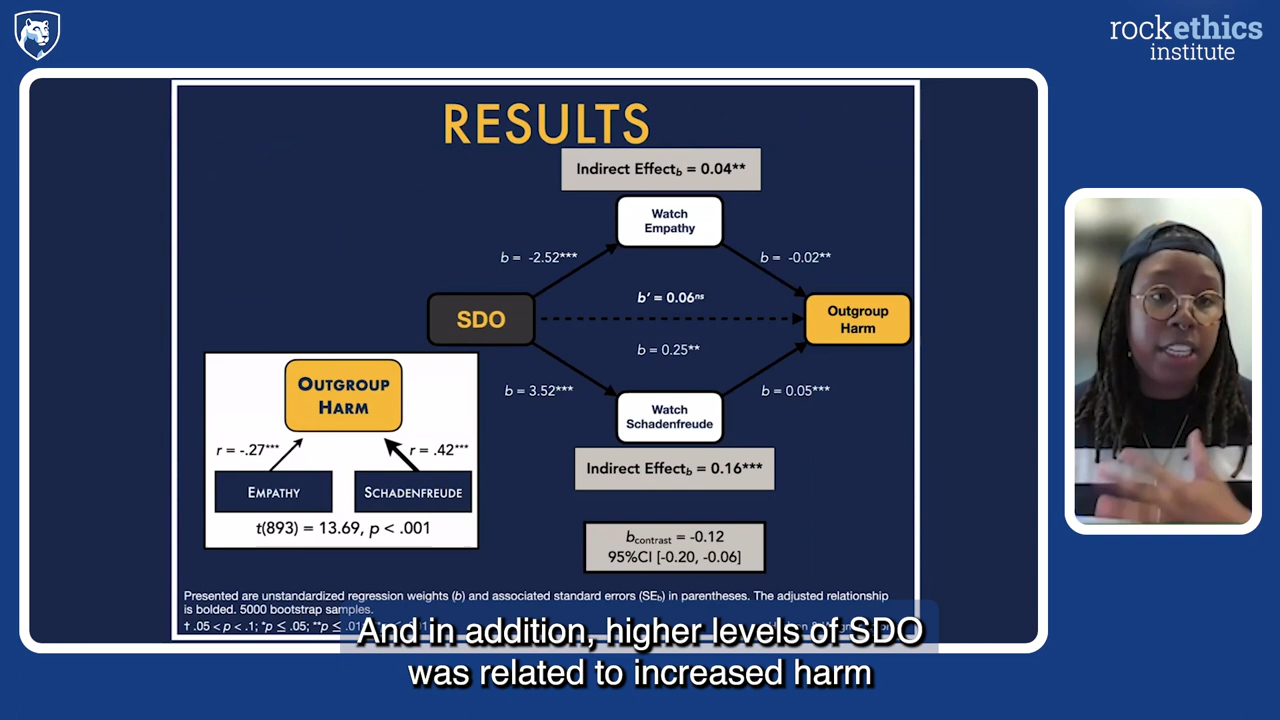 rockethics
institute
RESULTS
Indirect Effectb = 0.04**
Watch
Empathy
b = -2.52***
b = -0.02**
b’ = 0.06ns
SDO
Outgroup
Harm
b = 0.25**
b = 3.52***
b = 0.05***
Watch
Schadenfreude
Indirect Effectb = 0.16***
OUTGROUP
HARM
r = -.27***
r = .42***
EMPATHY
SCHADENFREUDE
t(893) = 13.69, p < .001
bcontrast = -0.12
95%CI [-0.20, -0.06]
Presented are unstandardized regression weights (b) and associated standard errors (SEb) in parentheses. The adjusted relationship
is bolded. 5000 bootstrap samples.
† .05 < p < .1; *p ≤ .05; **p ≤
And in addition, higher levels of SDO
was related to increased harm